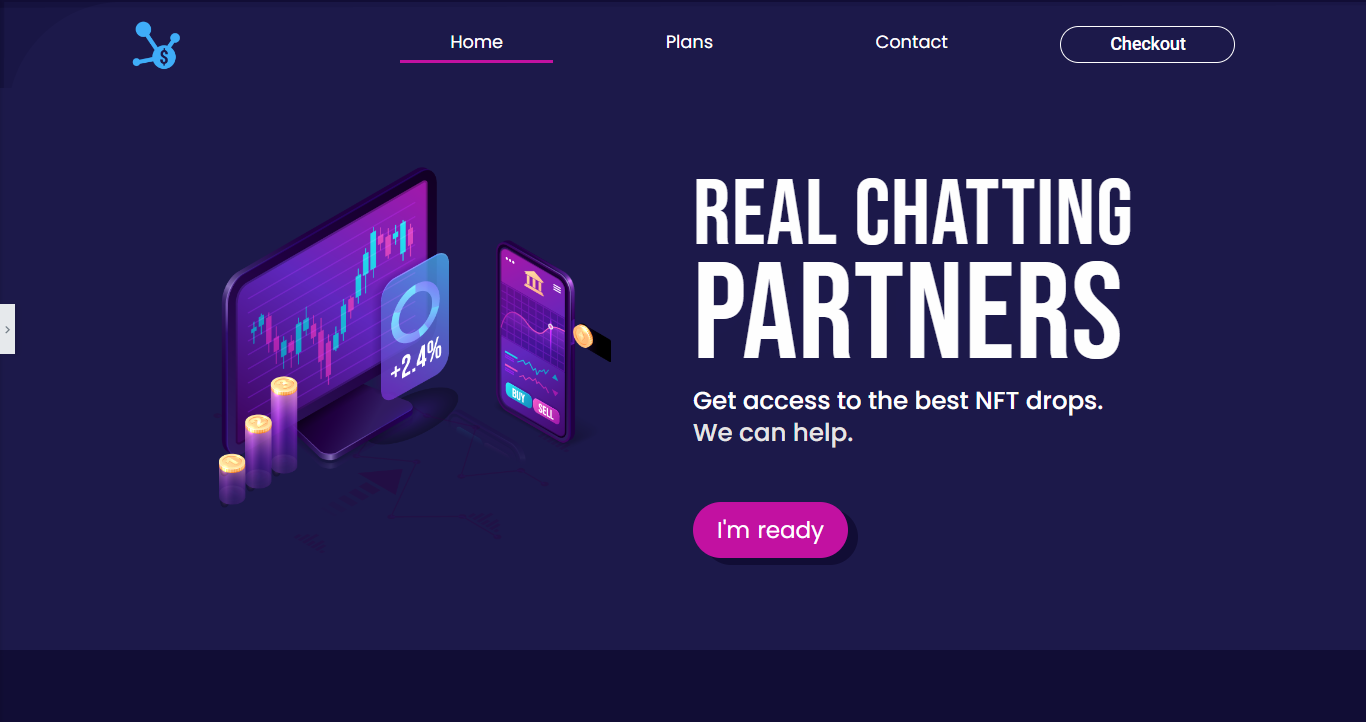 $
Home
Plans
Contact
Checkout
REAL CHATTING
PARTNERS
+2.4%
BUY
SELL
Get access to the best NFT drops.
We can help.
I'm ready